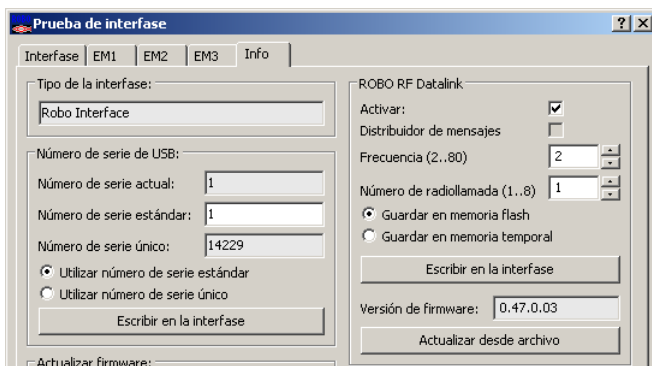 Prueba de interfase
Interfase EM1 EM2 EM3 Info
Tipo de la interfase:
Robo Interface
Número de serie de USB:
Número de serie actual: 1
Número de serie estándar: 1
Número de serie único: 14229
Utilizar número de serie estándar
Utilizar número de serie único
Escribir en la interfase
Actualizar firmware:
ROBO RF Datalink
Activar:
Distribuidor de mensajes
Frecuencia (2..80) 2
Número de radiollamada (1..8) 1
Guardar en memoria flash
Guardar en memoria temporal
Escribir en la interfase
Versión de firmware: 0.47.0.03
Actualizar desde archivo